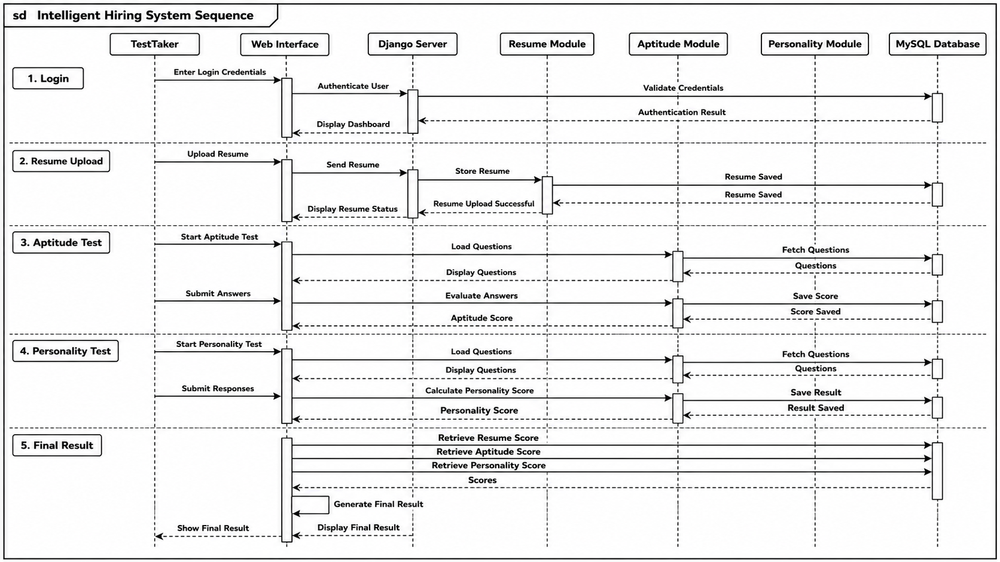 sd Intelligent Hiring System Sequence
TestTaker
Web Interface
Django Server
Resume Module
Aptitude Module
Personality Module
MySQL Database
1. Login
Enter Login Credentials
Authenticate User
Validate Credentials
Authentication Result
Display Dashboard
2. Resume Upload
Upload Resume
Send Resume
Store Resume
Resume Saved
Resume Saved
Resume Upload Successful
Display Resume Status
3. Aptitude Test
Start Aptitude Test
Load Questions
Fetch Questions
Questions
Display Questions
Submit Answers
Evaluate Answers
Save Score
Score Saved
Aptitude Score
4. Personality Test
Start Personality Test
Load Questions
Fetch Questions
Questions
Display Questions
Submit Responses
Calculate Personality Score
Save Result
Result Saved
Personality Score
5. Final Result
Retrieve Resume Score
Retrieve Aptitude Score
Retrieve Personality Score
Scores
Generate Final Result
Display Final Result
Show Final Result